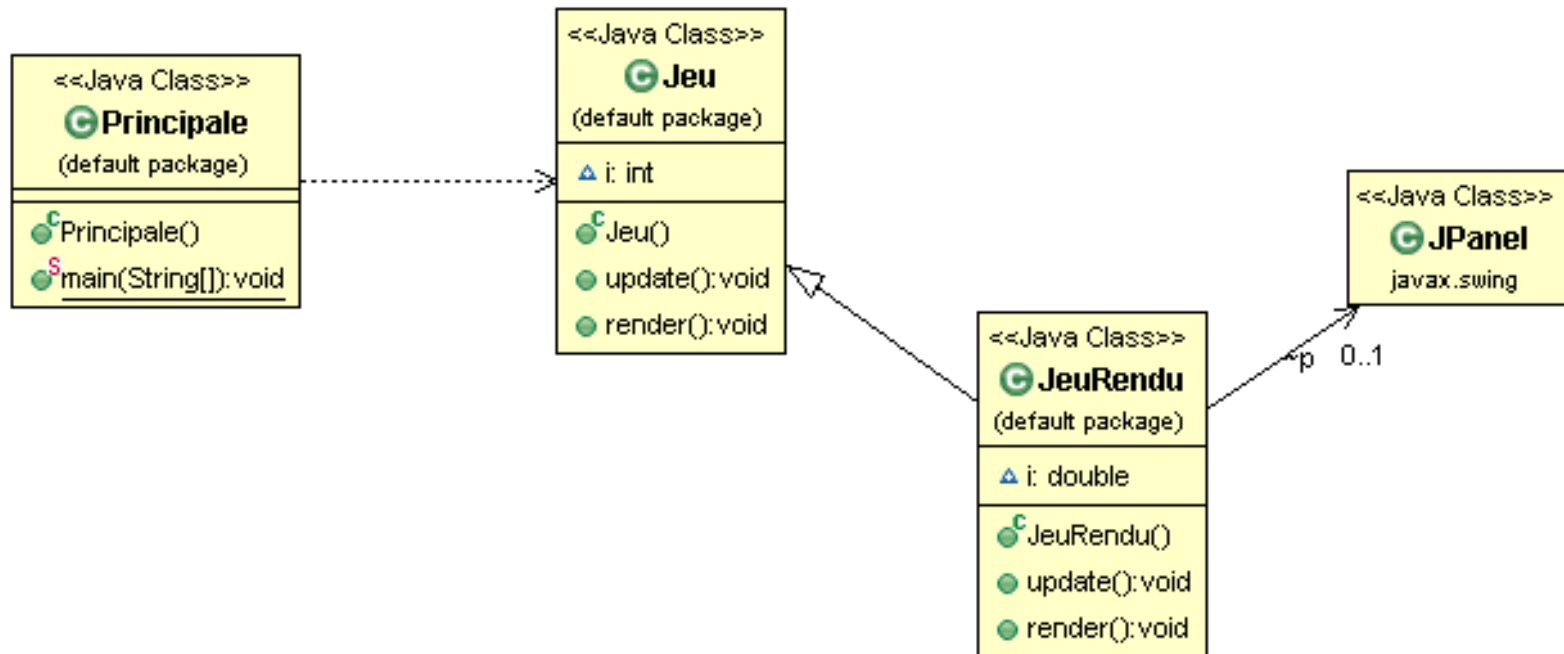 <<Java Class>>
Principale
(default package)
Principale()
main(String[]):void
<<Java Class>>
Jeu
(default package)
i: int
Jeu()
update():void
render():void
<<Java Class>>
JeuRendu
(default package)
i: double
JeuRendu()
update():void
render():void
~p 0..1
<<Java Class>>
JPanel
javax.swing